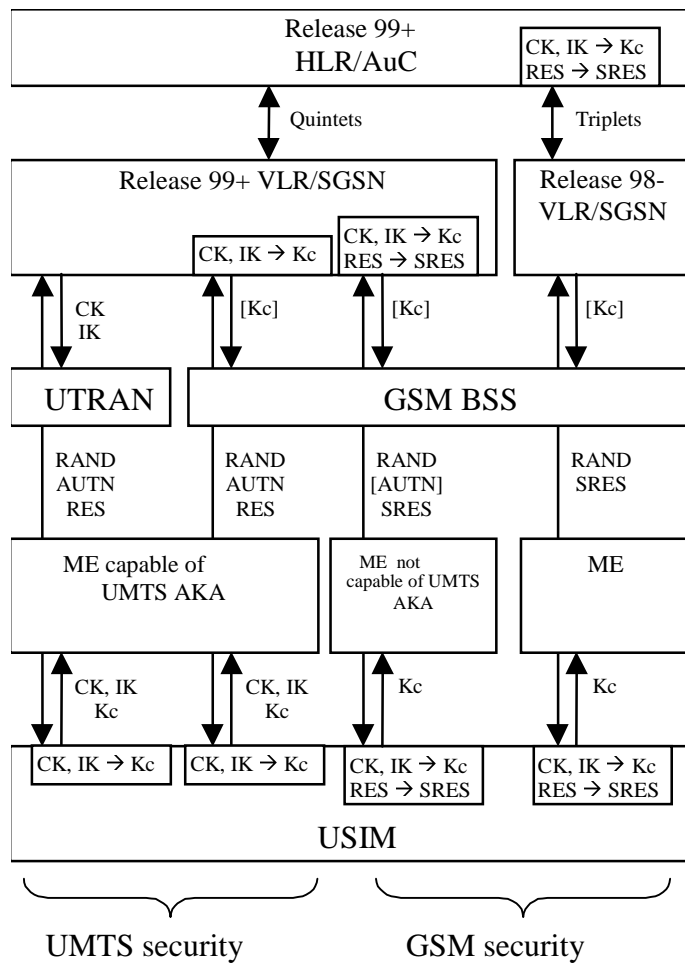 Release 99+
HLR/AuC
CK, IK → Kc
RES → SRES
Quintets
Triplets
Release 99+ VLR/SGSN
Release 98-
VLR/SGSN
CK, IK → Kc
CK, IK → Kc
RES → SRES
CK
IK
[Kc]
[Kc]
[Kc]
UTRAN
GSM BSS
RAND
AUTN
RES
RAND
AUTN
RES
RAND
[AUTN]
SRES
RAND
SRES
ME capable of
UMTS AKA
ME not
capable of UMTS
AKA
ME
CK, IK
Kc
CK, IK
Kc
Kc
Kc
CK, IK → Kc
CK, IK → Kc
CK, IK → Kc
RES → SRES
CK, IK → Kc
RES → SRES
USIM
UMTS security
GSM security